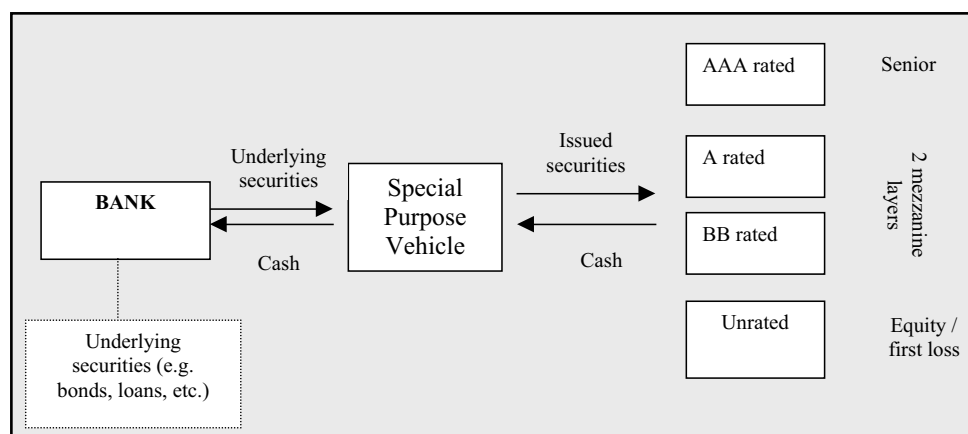 BANK
Underlying
securities (e.g.
bonds, loans, etc.)
Underlying
securities
Cash
Special
Purpose
Vehicle
Issued
securities
Cash
AAA rated
Senior
A rated
BB rated
2 mezzanine
layers
Unrated
Equity /
first loss